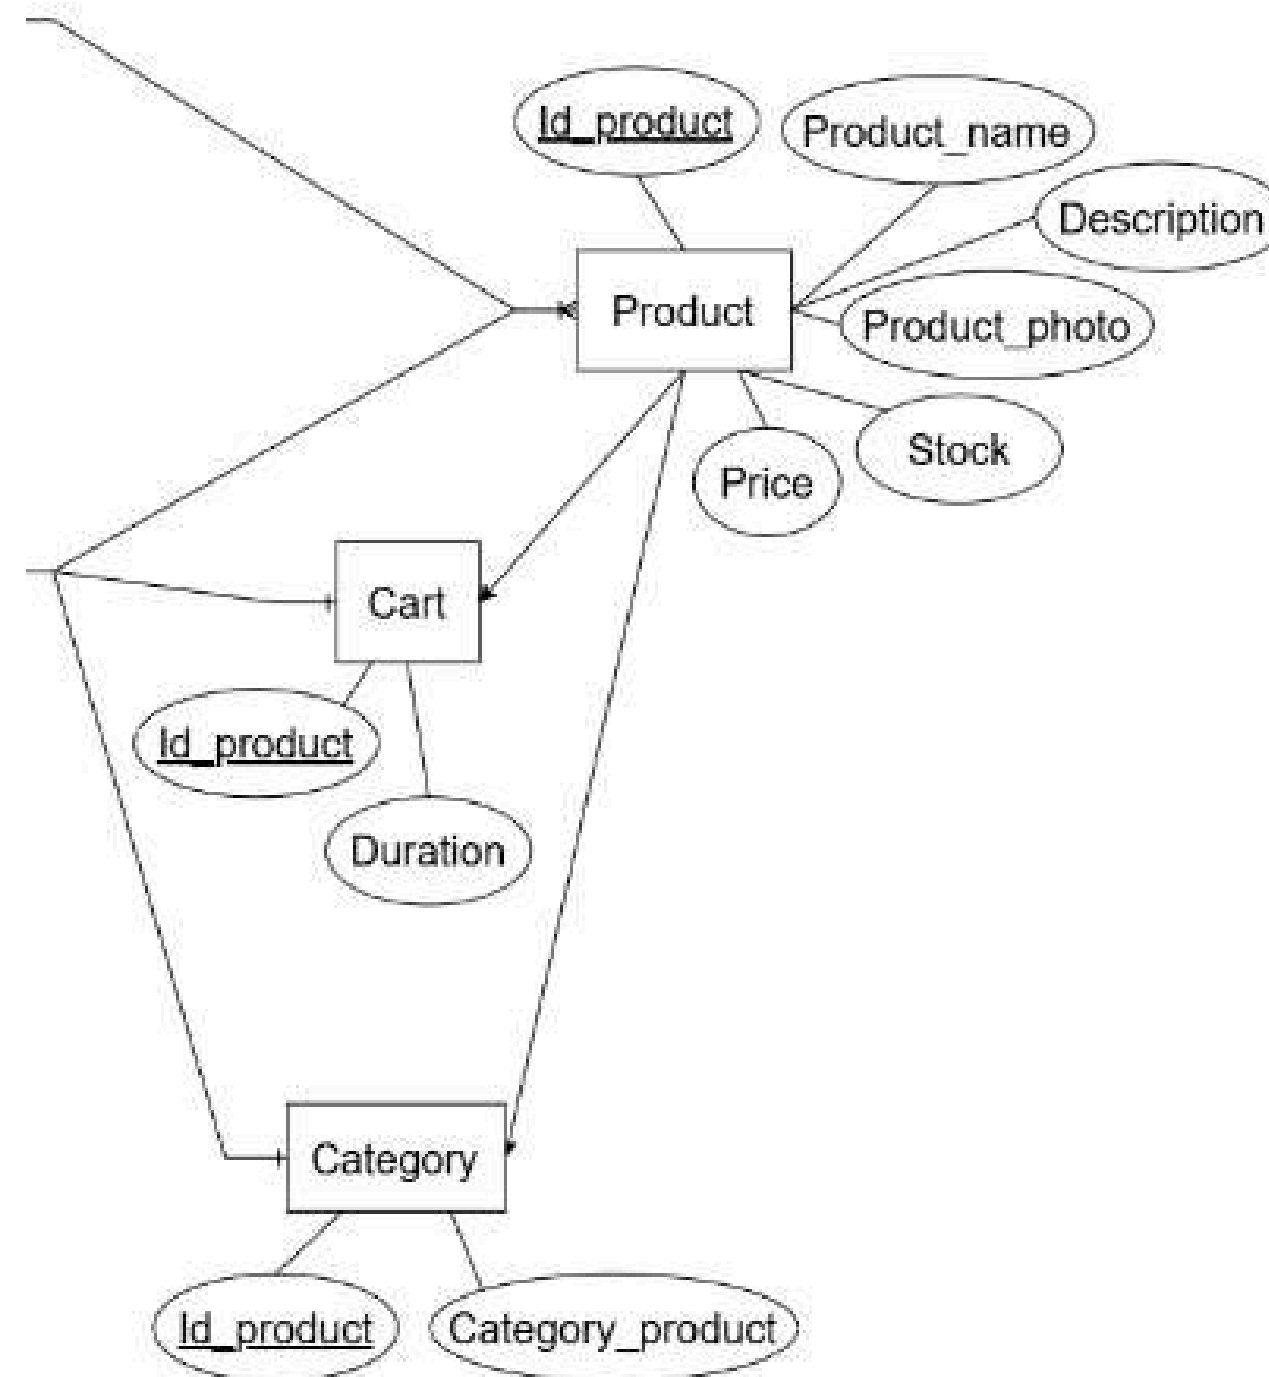 Id_product
Product_name
Description
Product
Product_photo
Stock
Price
Cart
Id_product
Duration
Category
Id_product
Category_product